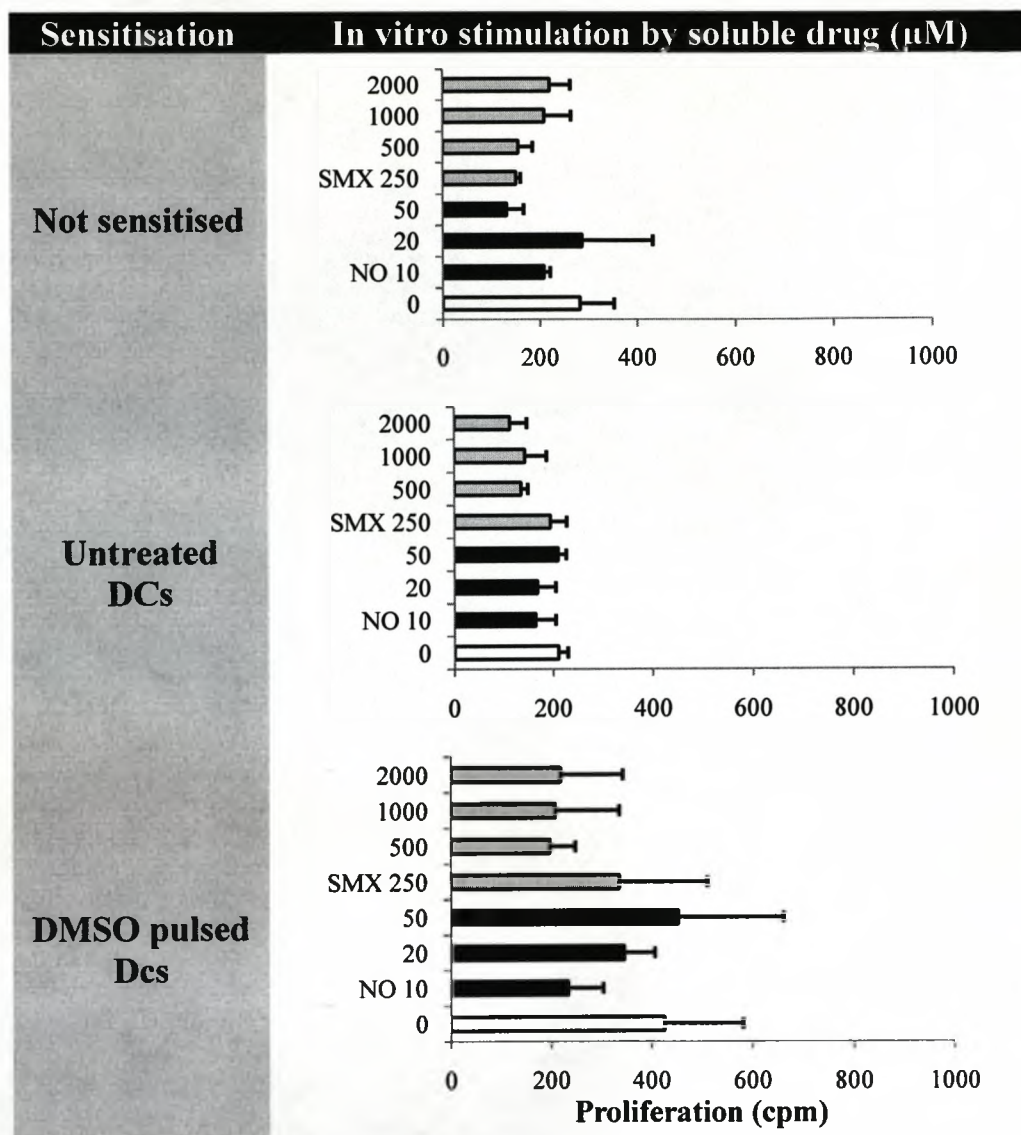 Sensitisation In vitro stimulation by soluble drug (µM)
Not sensitised
2000
1000
500
SMX 250
50
20
NO 10
0
0 200 400 600 800 1000
Untreated
DCs
2000
1000
500
SMX 250
50
20
NO 10
0
0 200 400 600 800 1000
DMSO pulsed
Dcs
2000
1000
500
SMX 250
50
20
NO 10
0
0 200 400 600 800 1000
Proliferation (cpm)